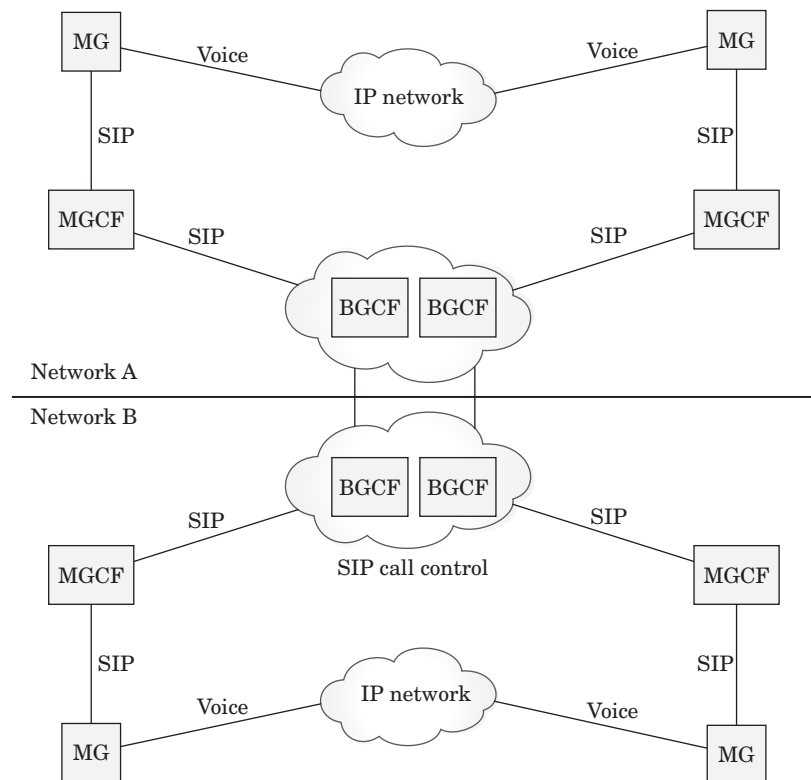 MG
Voice
Voice
MG
IP network
SIP
SIP
MGCF
MGCF
SIP
SIP
BGCF
BGCF
Network A
Network B
BGCF
BGCF
SIP
SIP
SIP call control
MGCF
MGCF
SIP
SIP
IP network
Voice
Voice
MG
MG